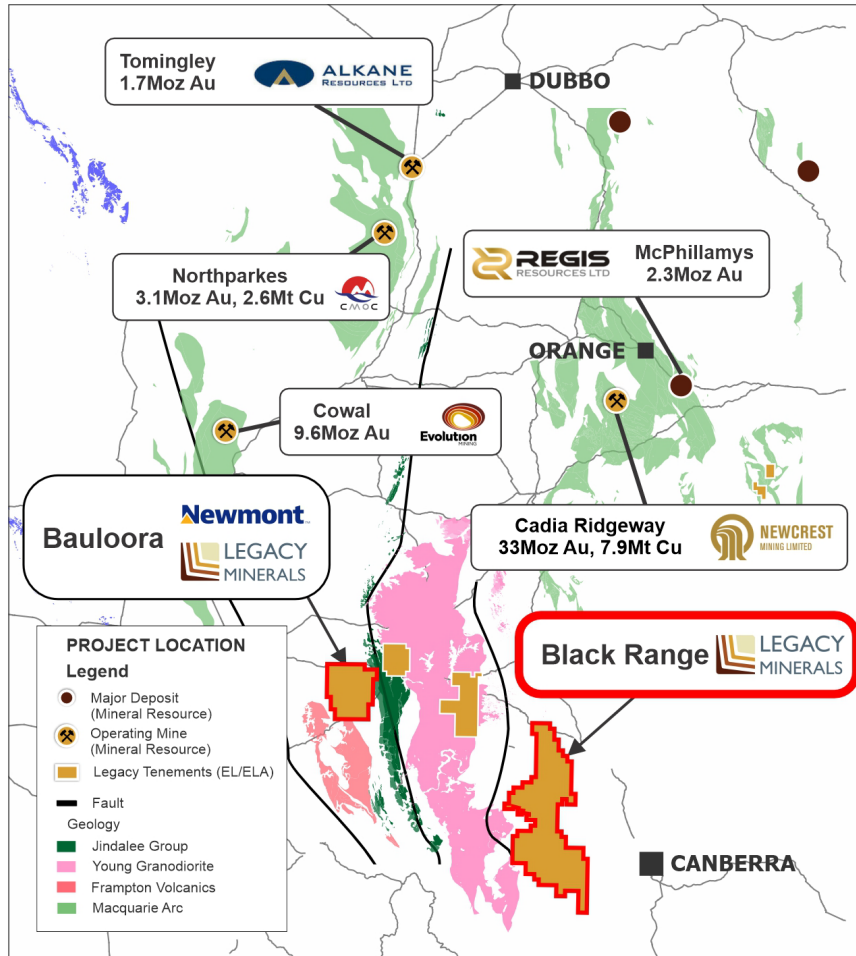 Tomingley
1.7Moz Au
ALKANE
RESOURCES LTD
DUBBO
Northparkes
3.1Moz Au, 2.6Mt Cu
CMOC
REGIS
RESOURCES LTD
McPhillamys
2.3Moz Au
ORANGE
Cowal
9.6Moz Au
Evolution
MINING
Bauloora
Newmont™
LEGACY
MINERALS
Cadia Ridgeway
33Moz Au, 7.9Mt Cu
NEWCREST
MINING LIMITED
Black Range
LEGACY
MINERALS
PROJECT LOCATION
Legend
Major Deposit
(Mineral Resource)
Operating Mine
(Mineral Resource)
Legacy Tenements (EL/ELA)
Fault
Geology
Jindalee Group
Young Granodiorite
Frampton Volcanics
Macquarie Arc
CANBERRA